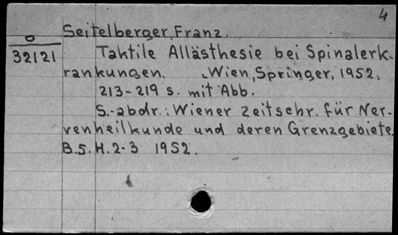 4
Seitelberger, Franz.
0
32121 Taktile Allästhesie bei Spinalerk-
rankungen. Wien, Springer, 1952.
213-219 s. mit Abb.
S.-abdr.: Wiener Zeitschr. für Ner-
venheilkunde und deren Grenzgebiete.
B.5. H.2-3 1952.